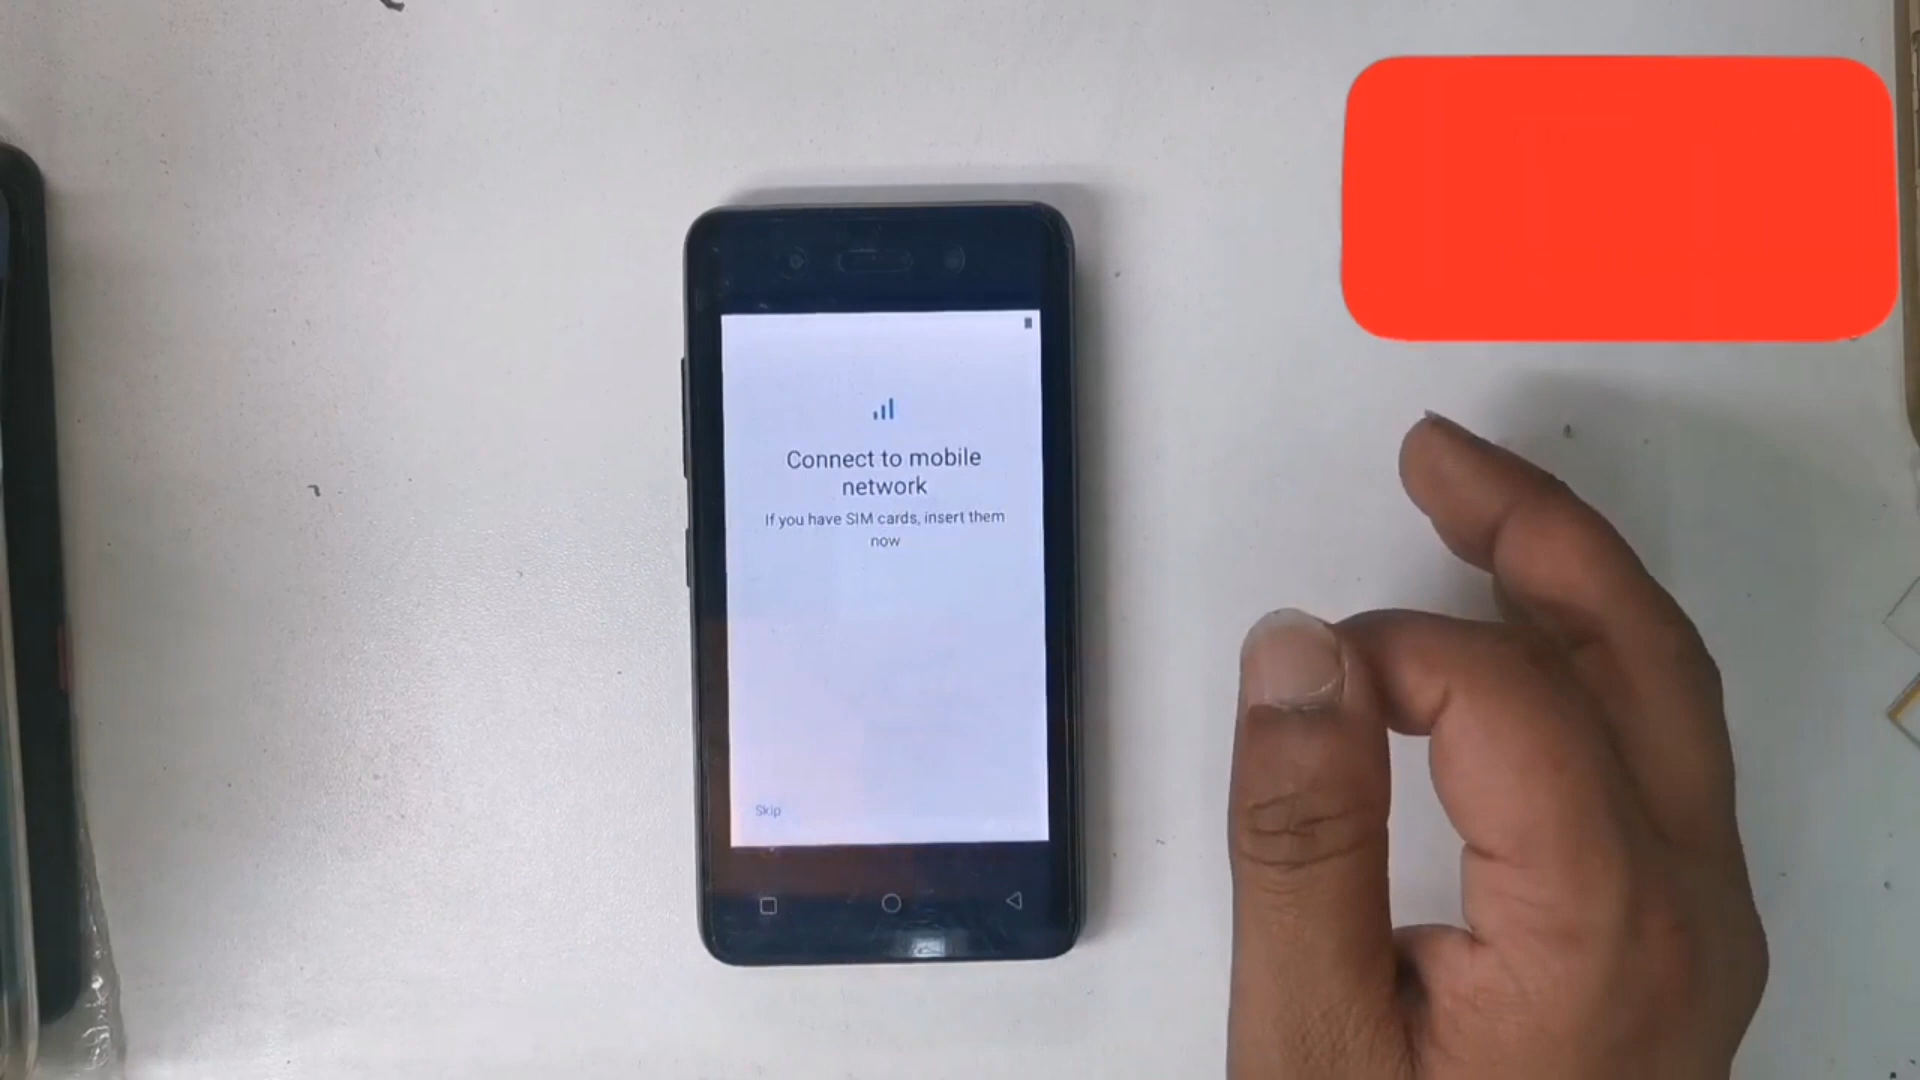 Connect to mobile
network
If you have SIM cards, insert them
now
Skip